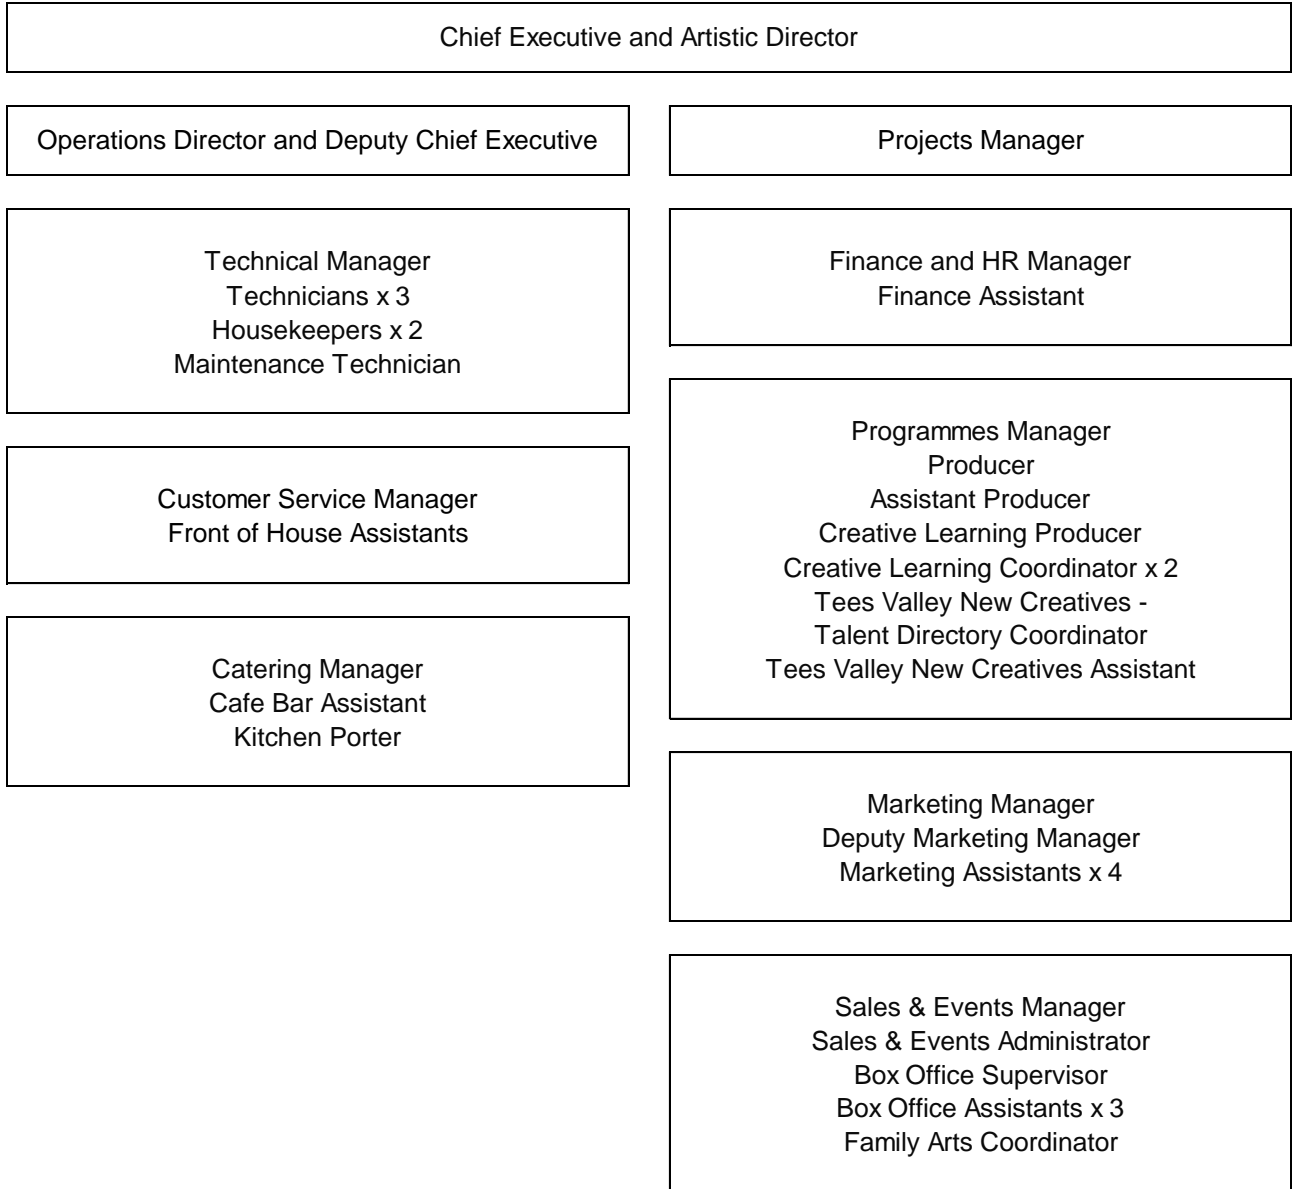 Chief Executive and Artistic Director
Operations Director and Deputy Chief Executive
Projects Manager
Technical Manager
Technicians x 3
Housekeepers x 2
Maintenance Technician
Customer Service Manager
Front of House Assistants
Catering Manager
Cafe Bar Assistant
Kitchen Porter
Finance and HR Manager
Finance Assistant
Programmes Manager
Producer
Assistant Producer
Creative Learning Producer
Creative Learning Coordinator x 2
Tees Valley New Creatives -
Talent Directory Coordinator
Tees Valley New Creatives Assistant
Marketing Manager
Deputy Marketing Manager
Marketing Assistants x 4
Sales & Events Manager
Sales & Events Administrator
Box Office Supervisor
Box Office Assistants x 3
Family Arts Coordinator